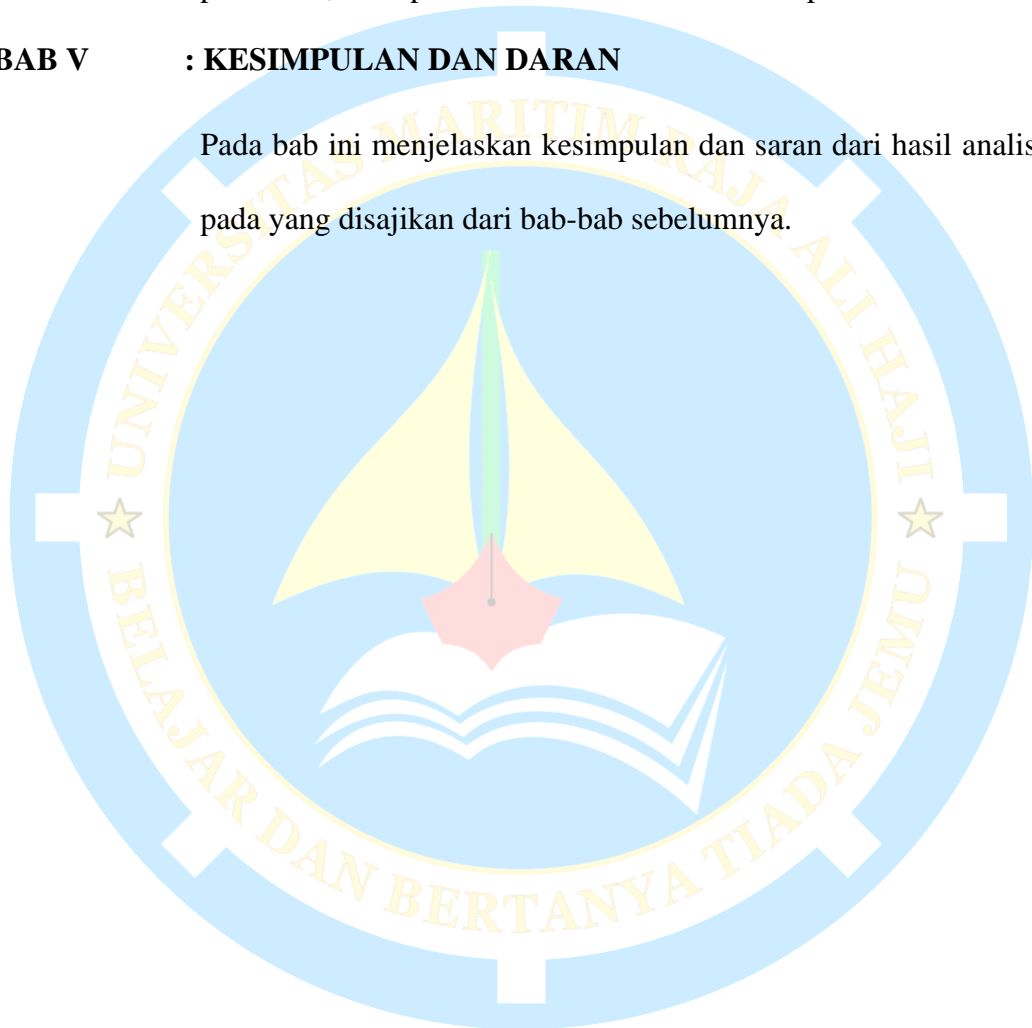 BAB V : KESIMPULAN DAN DARAN
Pada bab ini menjelaskan kesimpulan dan saran dari hasil analis
pada yang disajikan dari bab-bab sebelumnya.
UNIVERSITAS MARITIM RAJA ALI HAJI
BELAJAR DAN BERTANYA TIADA JEMU